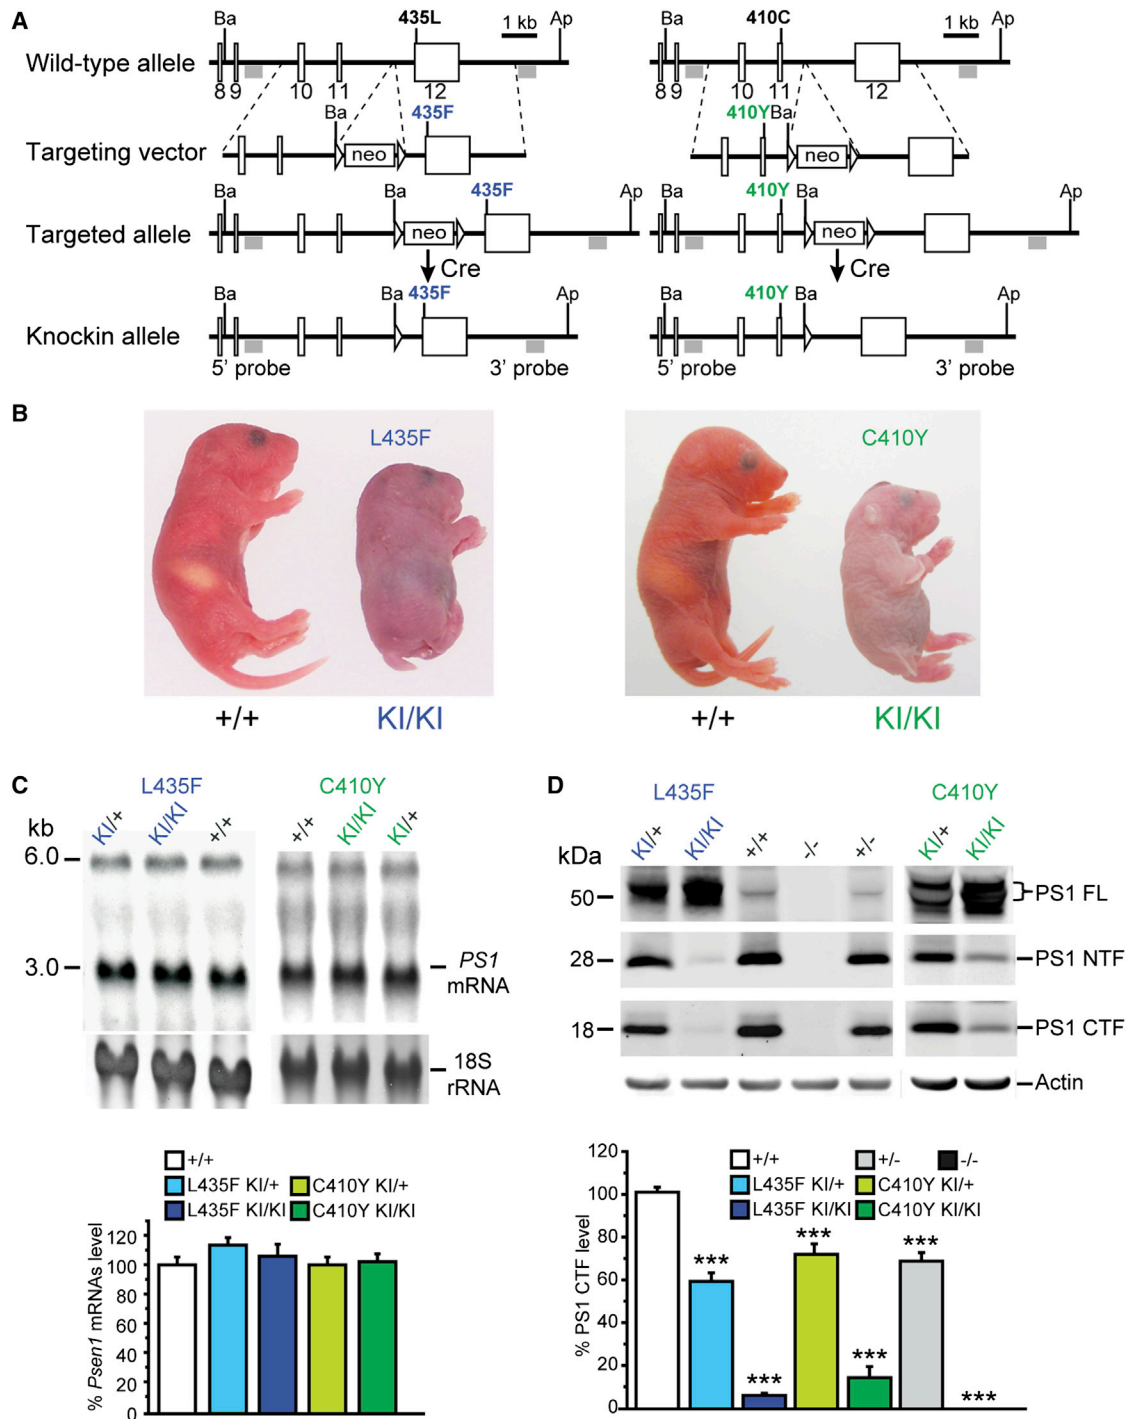 A
Ba 435L Ap 1 kb
Ba 410C 1 kb Ap
Wild-type allele
8 9 10 11 12
8 9 10 11 12
Ba 435F
410Y Ba
Targeting vector
neo
neo
Ba Ba 435F Ap
Ba 410Y Ba Ap
Targeted allele
neo
neo
Cre
Cre
Ba Ba 435F Ap
Ba 410Y Ba Ap
Knockin allele
5' probe 3' probe
5' probe 3' probe
B
L435F
C410Y
+/+ KI/KI
+/+ KI/KI
C
L435F C410Y
kb
KI/+ KI/KI +/+
+/+ KI/KI KI/+
6.0
3.0
PS1
mRNA
18S
rRNA
+/+
L435F KI/+ C410Y KI/+
L435F KI/KI C410Y KI/KI
% Psen1 mRNAs level
120
100
80
60
40
20
0
D
L435F C410Y
kDa
KI/+ KI/KI +/+ -/- +/-
KI/+ KI/KI
50 PS1 FL
28 PS1 NTF
18 PS1 CTF
Actin
+/+ +/- -/-
L435F KI/+ C410Y KI/+
L435F KI/KI C410Y KI/KI
% PS1 CTF level
120
100
80
60
40
20
0
*** *** *** *** *** ***